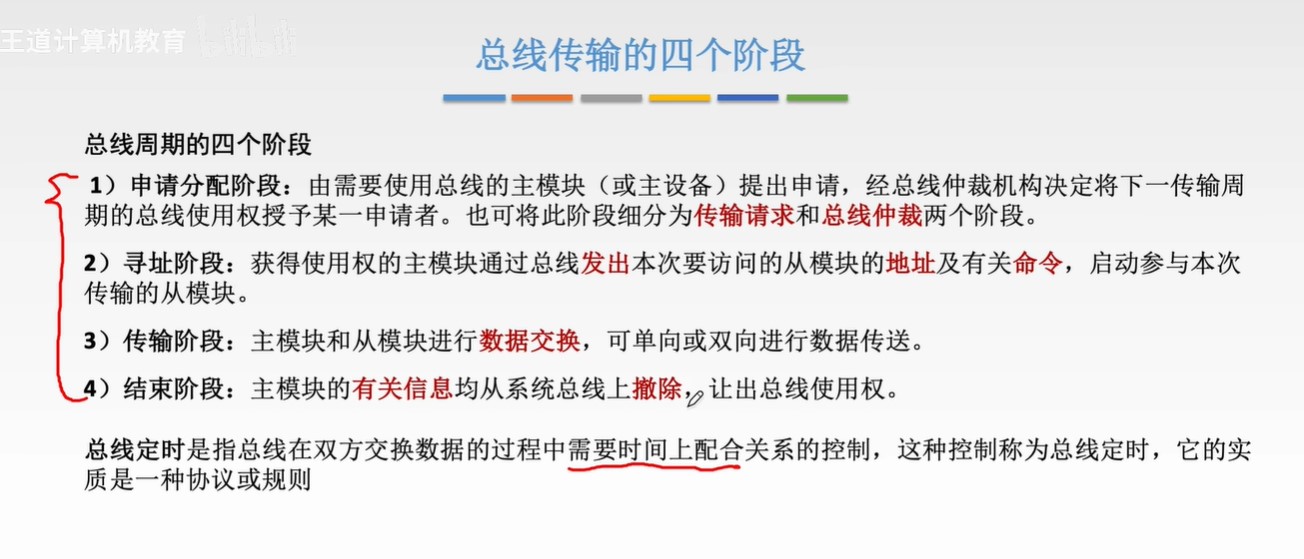 王道计算机教育
总线传输的四个阶段
总线周期的四个阶段
1）申请分配阶段：由需要使用总线的主模块（或主设备）提出申请，经总线仲裁机构决定将下一传输周
期的总线使用权授予某一申请者。也可将此阶段细分为传输请求和总线仲裁两个阶段。
2）寻址阶段：获得使用权的主模块通过总线发出本次要访问的从模块的地址及有关命令，启动参与本次
传输的从模块。
3）传输阶段：主模块和从模块进行数据交换，可单向或双向进行数据传送。
4）结束阶段：主模块的有关信息均从系统总线上撤除，让出总线使用权。
总线定时是指总线在双方交换数据的过程中需要时间上配合关系的控制，这种控制称为总线定时，它的实
质是一种协议或规则